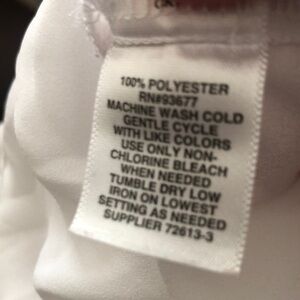 100% POLYESTER
RN#93677
MACHINE WASH COLD
GENTLE CYCLE
WITH LIKE COLORS
USE ONLY NON-
CHLORINE BLEACH
WHEN NEEDED
TUMBLE DRY LOW
IRON ON LOWEST
SETTING AS NEEDED
SUPPLIER 72613-3